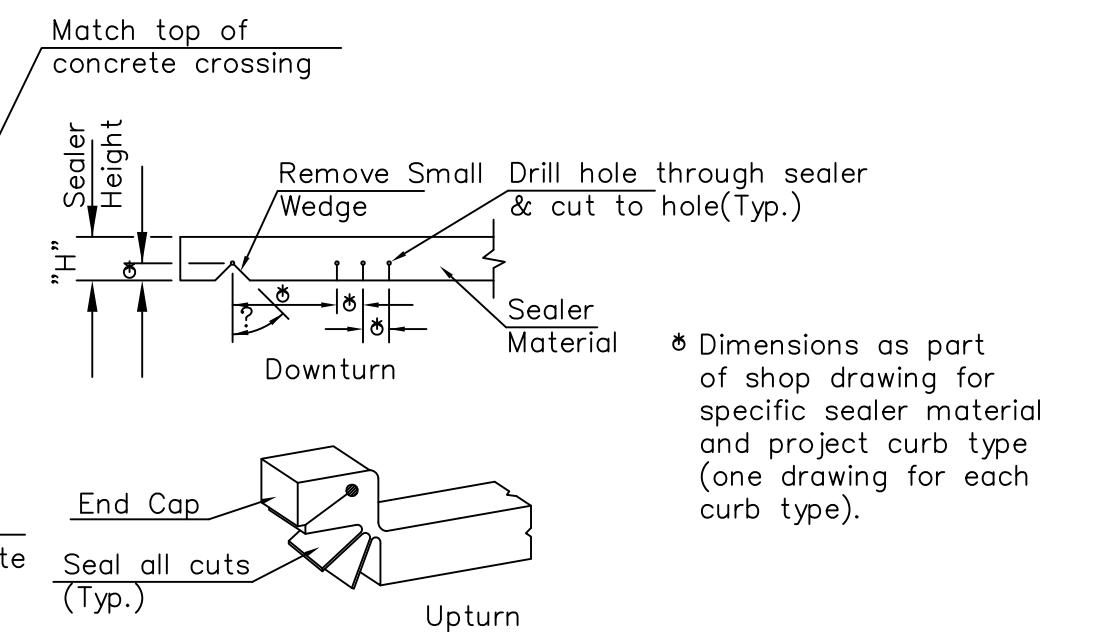 Match top of
concrete crossing
Sealer
Height
"H"
Remove Small
Wedge
Drill hole through sealer
& cut to hole(Typ.)
?
Sealer
Material
Downturn
* Dimensions as part
of shop drawing for
specific sealer material
and project curb type
(one drawing for each
curb type).
End Cap
te
Seal all cuts
(Typ.)
Upturn